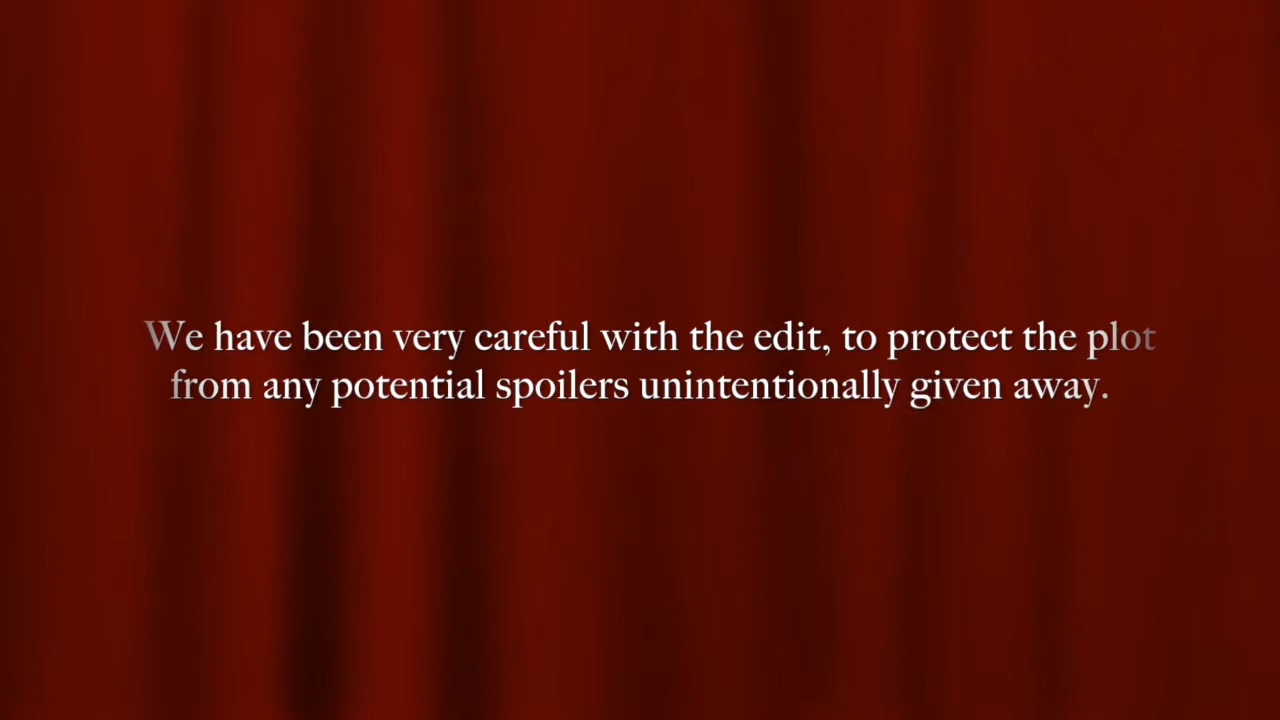 We have been very careful with the edit, to protect the plot
from any potential spoilers unintentionally given away.